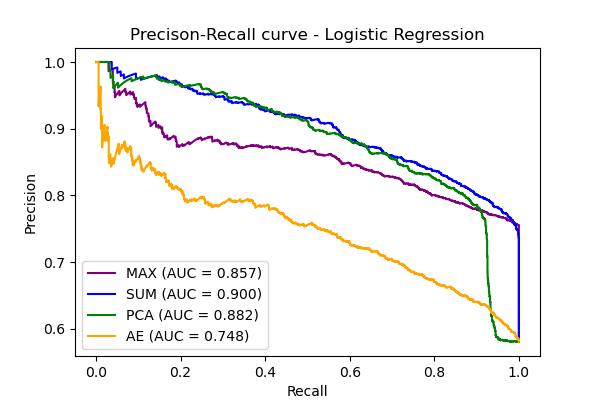 Precison-Recall curve - Logistic Regression
1.0
0.9
0.8
0.7
0.6
Precision
MAX (AUC = 0.857)
SUM (AUC = 0.900)
PCA (AUC = 0.882)
AE (AUC = 0.748)
0.0 0.2 0.4 0.6 0.8 1.0
Recall